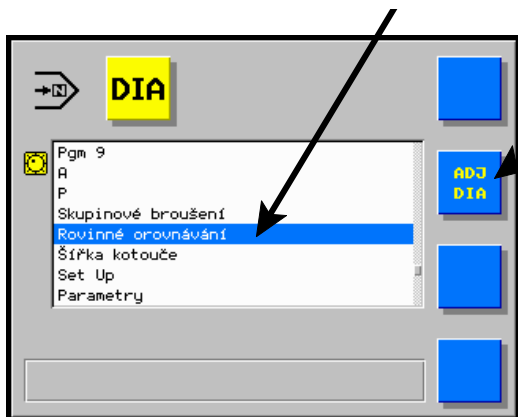 N
DIA
Pgm 9
A
P
Skupinové broušení
Rovinné orovnávání
Šířka kotouče
Set Up
Parametry
ADJ
DIA